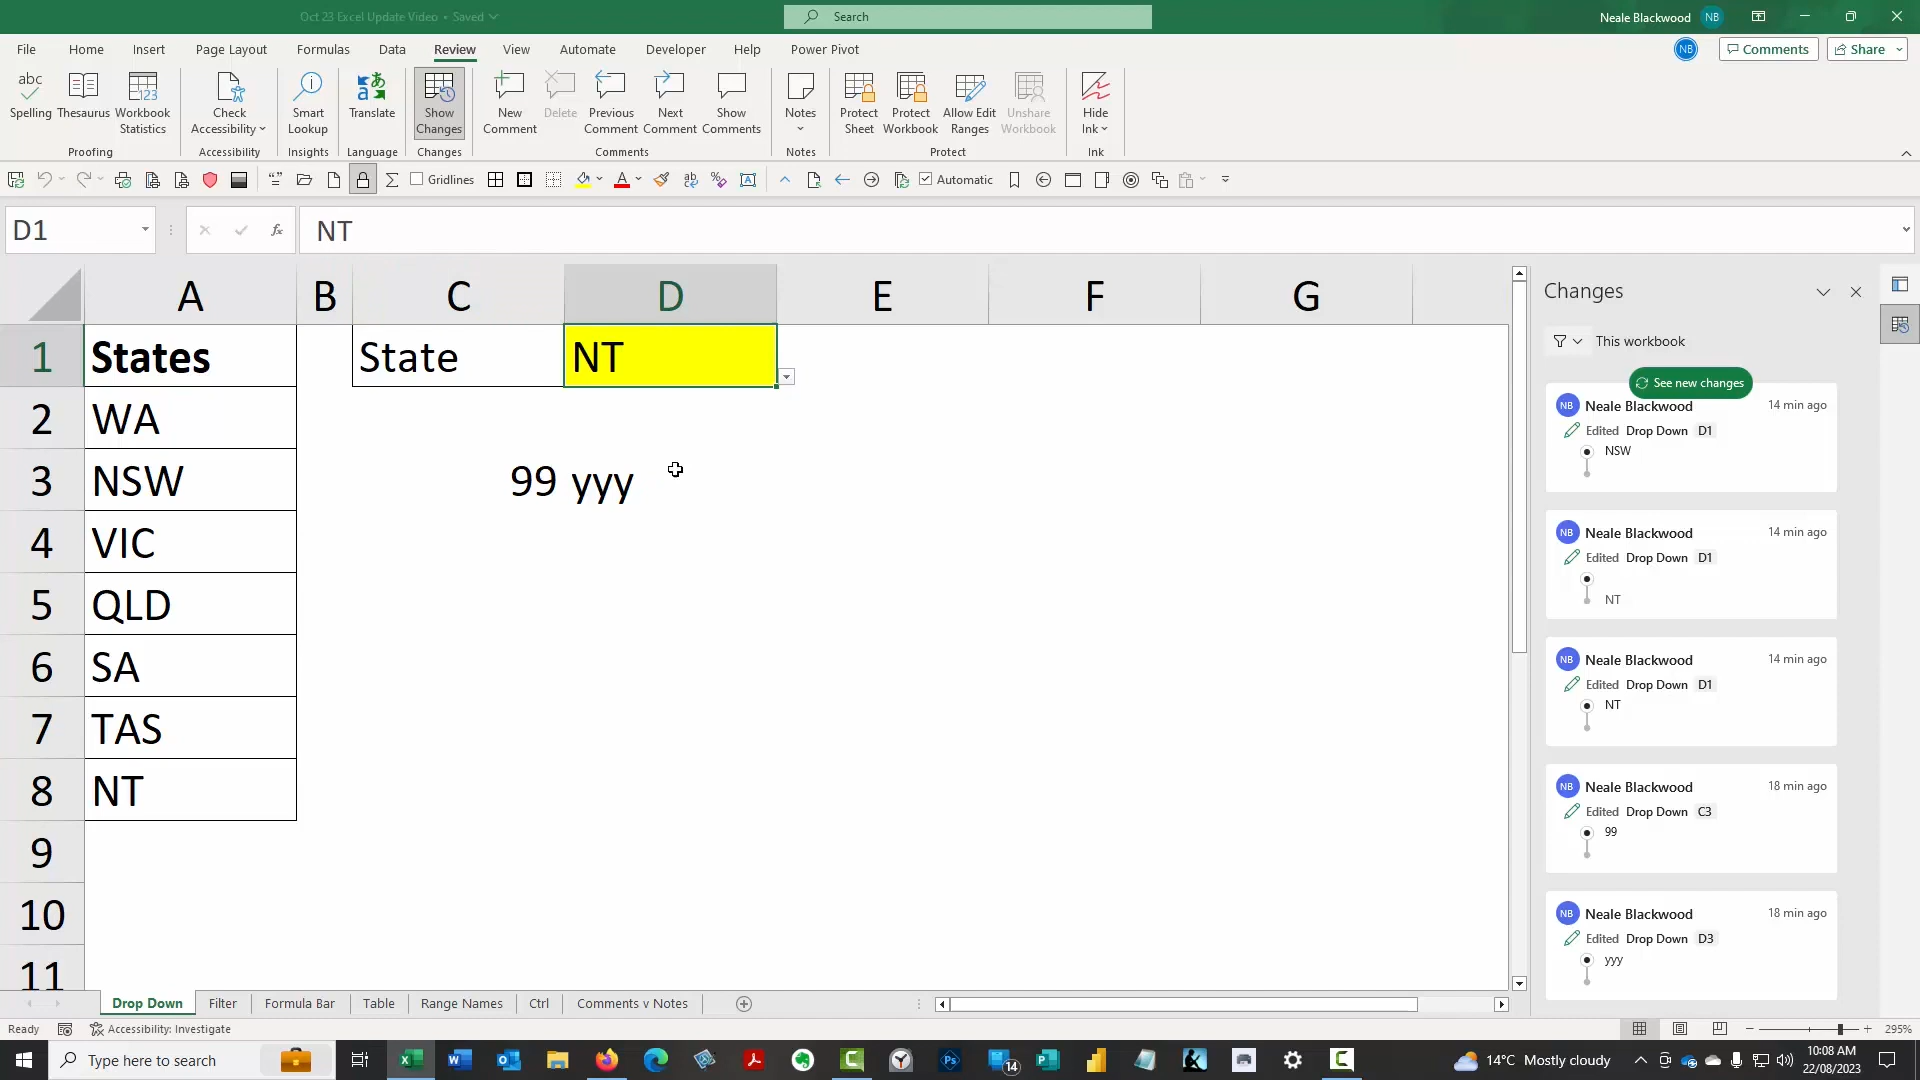 Oct 23 Excel Update Video • Saved
Search
Neale Blackwood NB
File Home Insert Page Layout Formulas Data Review View Automate Developer Help Power Pivot
NB Comments Share
abc
Spelling
Thesaurus
Workbook
Statistics
Proofing
Check
Accessibility
Accessibility
Smart
Lookup
Insights
Translate
Language
Show
Changes
Changes
New
Comment
Delete
Previous
Comment
Next
Comment
Show
Comments
Comments
Notes
Notes
Protect
Sheet
Protect
Workbook
Allow Edit
Ranges
Unshare
Workbook
Protect
Hide
Ink
Ink
Gridlines
Automatic
D1
fx
NT
A B C D E F G
1 States State NT
2 WA
3 NSW 99 yyy
4 VIC
5 QLD
6 SA
7 TAS
8 NT
9
10
11
Changes
This workbook
See new changes
NB Neale Blackwood 14 min ago
Edited Drop Down D1
NSW
NB Neale Blackwood 14 min ago
Edited Drop Down D1
NT
NB Neale Blackwood 14 min ago
Edited Drop Down D1
NT
NB Neale Blackwood 18 min ago
Edited Drop Down C3
99
NB Neale Blackwood 18 min ago
Edited Drop Down D3
yyy
Drop Down Filter Formula Bar Table Range Names Ctrl Comments v Notes
Ready Accessibility: Investigate
295%
Type here to search
14
14°C Mostly cloudy
10:08 AM
22/08/2023